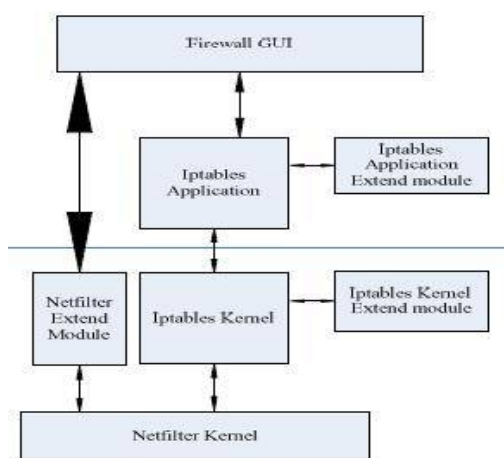 Firewall GUI
Iptables
Application
Iptables
Application
Extend module
Netfilter
Extend
Module
Iptables Kernel
Iptables Kernel
Extend module
Netfilter Kernel